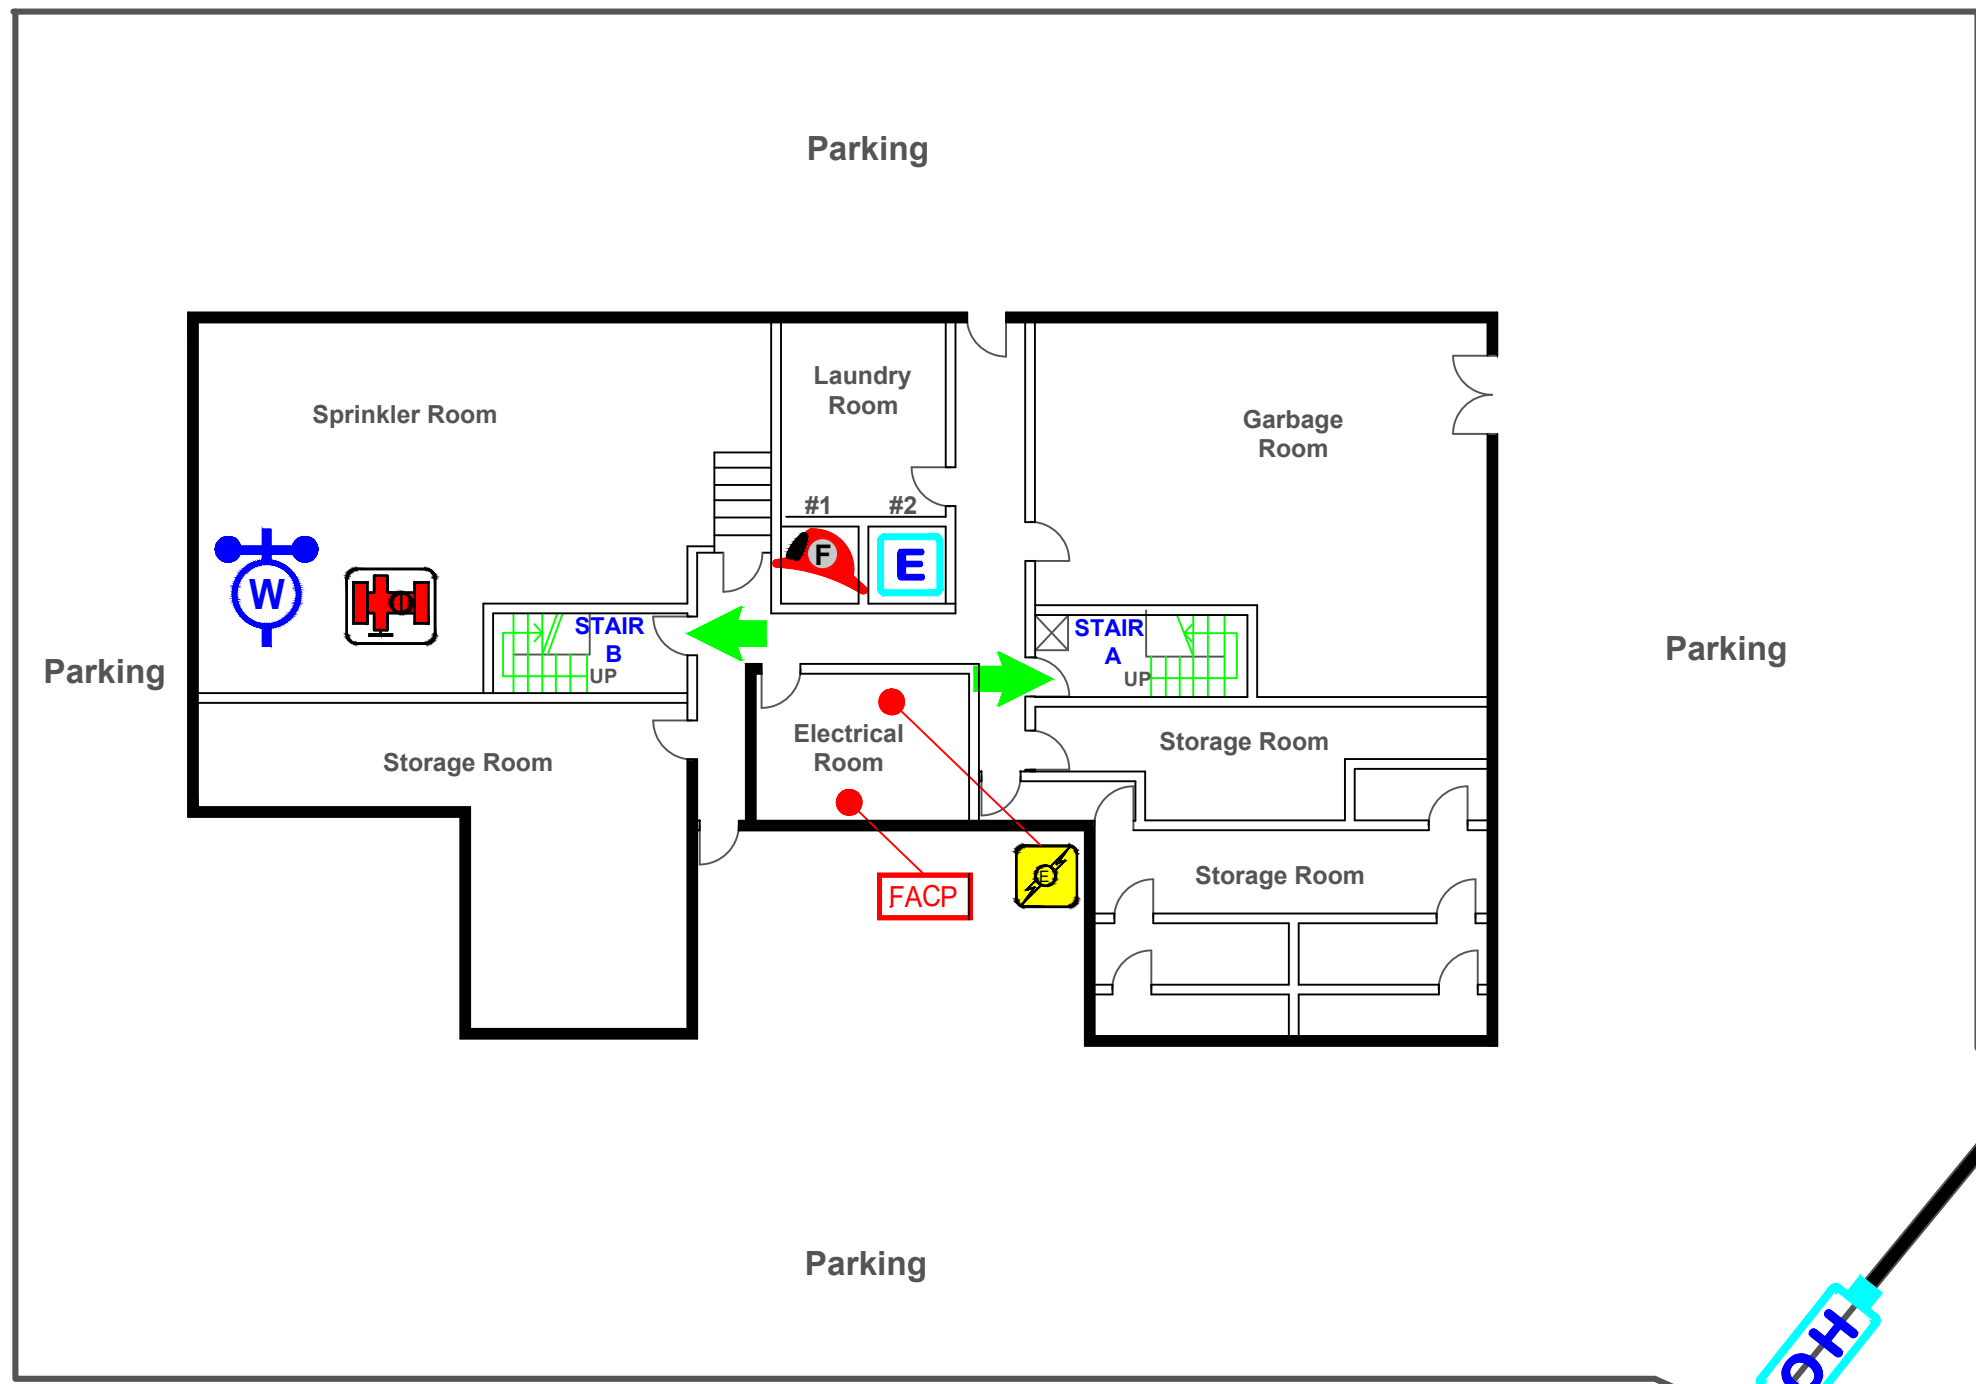 Parking
Laundry
Room
Sprinkler Room
Garbage
Room
#1
#2
F
E
W
STAIR
B
UP
STAIR
A
UP
Parking
Parking
Electrical
Room
Storage Room
Storage Room
E
FACP
Storage Room
Parking
OH